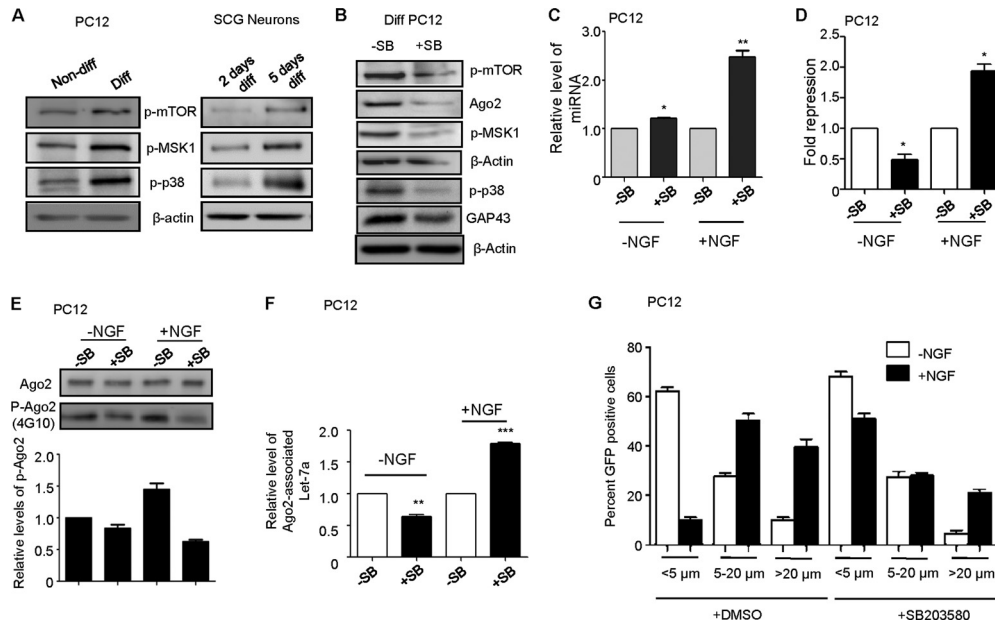 A
PC12
SCG Neurons
Non-diff
Diff
2 days diff
5 days diff
p-mTOR
p-MSK1
p-p38
β-actin
B
Diff PC12
-SB
+SB
p-mTOR
Ago2
p-MSK1
β-Actin
p-p38
GAP43
β-Actin
C
PC12
Relative level of
miRNA
3.0
2.0
1.0
0.0
*
**
-SB
+SB
-SB
+SB
-NGF
+NGF
D
PC12
Fold repression
2.5
2.0
1.5
1.0
0.5
0
*
*
-SB
+SB
-SB
+SB
-NGF
+NGF
E
PC12
-NGF
+NGF
-SB
+SB
-SB
+SB
Ago2
P-Ago2
(4G10)
Relative levels of p-Ago2
2.0
1.5
1.0
0.5
0
F
PC12
Relative level of
Ago2-associated
Let-7a
2.0
1.5
1.0
0.5
0
-NGF
+NGF
**
***
-SB
+SB
-SB
+SB
G
PC12
-NGF
+NGF
Percent GFP positive cells
80
60
40
20
0
<5 µm
5-20 µm
>20 µm
<5 µm
5-20 µm
>20 µm
+DMSO
+SB203580